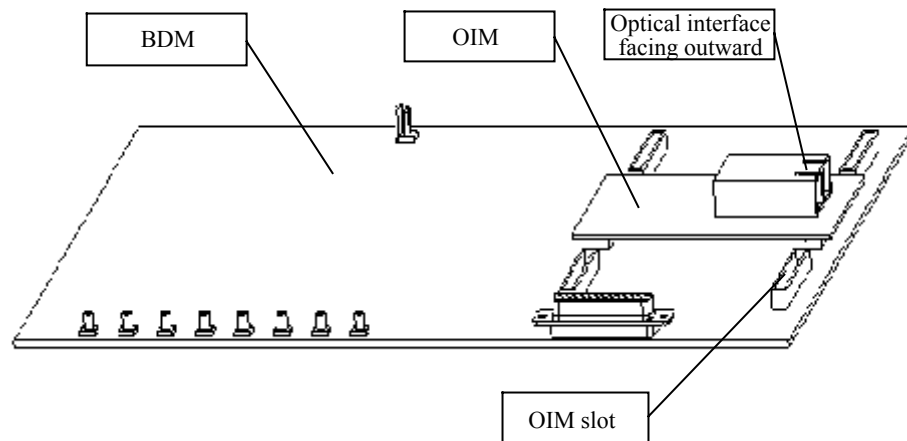 BDM
OIM
Optical interface
facing outward
OIM slot